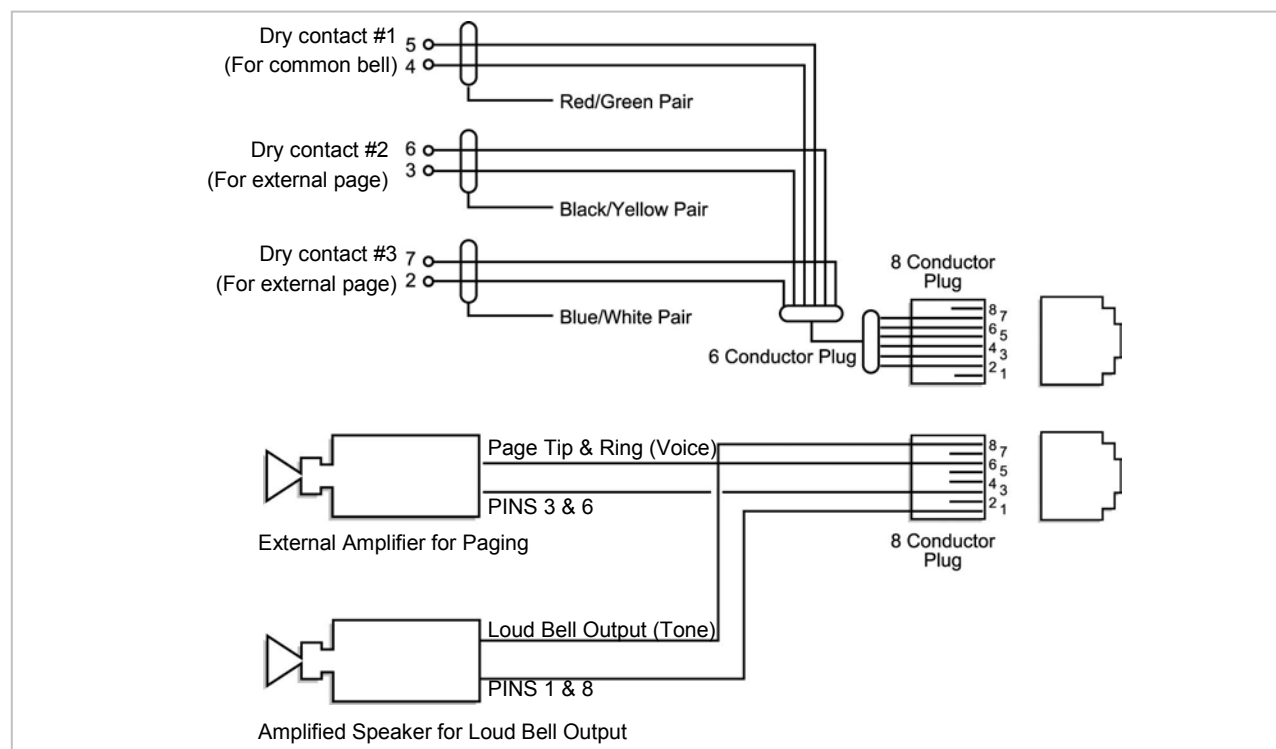 Dry contact #1
(For common bell)
5
4
Red/Green Pair
Dry contact #2
(For external page)
6
3
Black/Yellow Pair
Dry contact #3
(For external page)
7
2
Blue/White Pair
6 Conductor Plug
8 Conductor
Plug
8
7
6
5
4
3
2
1
Page Tip & Ring (Voice)
PINS 3 & 6
External Amplifier for Paging
8
7
6
5
4
3
2
1
8 Conductor
Plug
Loud Bell Output (Tone)
PINS 1 & 8
Amplified Speaker for Loud Bell Output